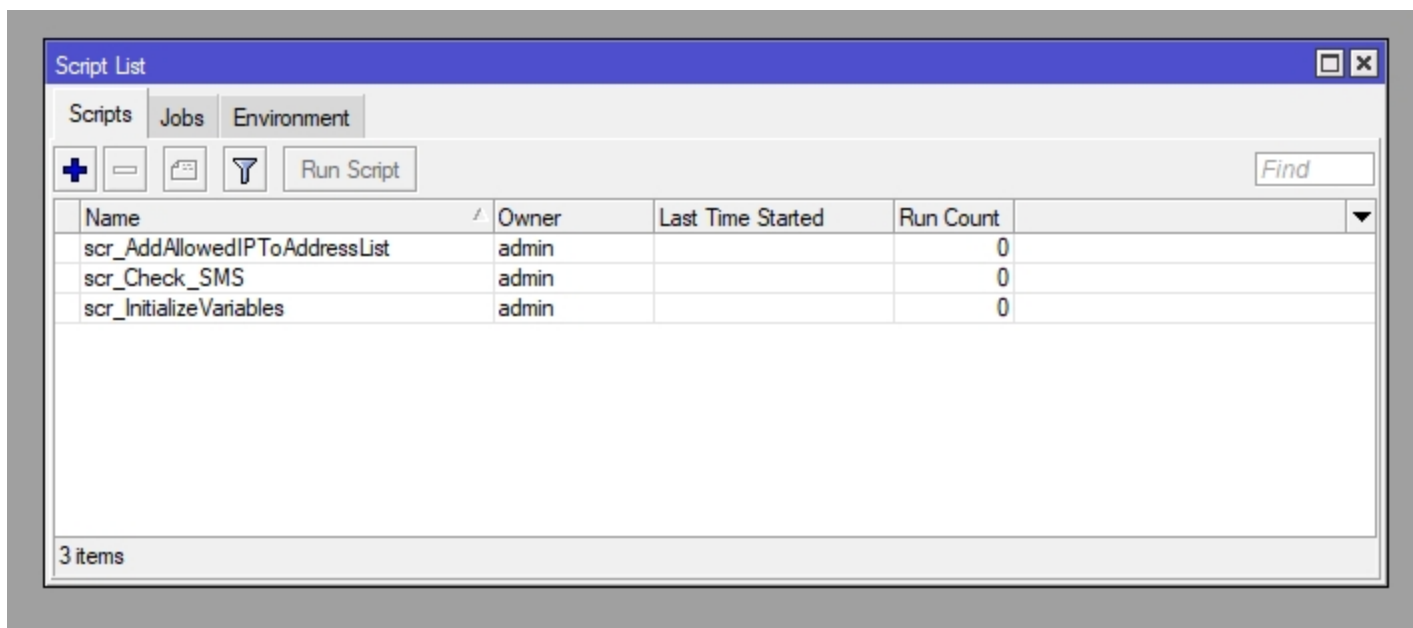 Script List
Scripts Jobs Environment
Run Script Find
Name Owner Last Time Started Run Count
scr_AddAllowedIPToAddressList admin 0
scr_Check_SMS admin 0
scr_InitializeVariables admin 0
3 items